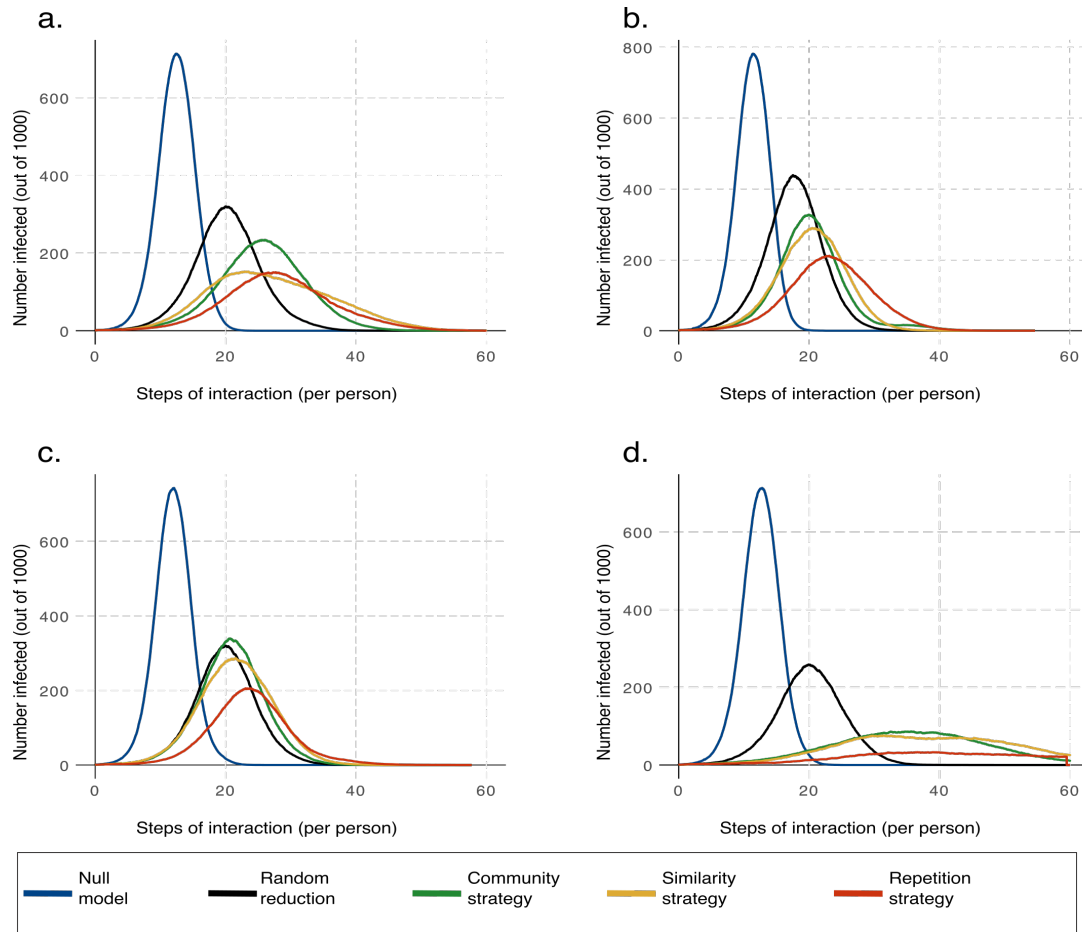 a.
Number infected (out of 1000)
600
400
200
0
0 20 40 60
Steps of interaction (per person)
b.
Number infected (out of 1000)
800
600
400
200
0
0 20 40 60
Steps of interaction (per person)
c.
Number infected (out of 1000)
600
400
200
0
0 20 40 60
Steps of interaction (per person)
d.
Number infected (out of 1000)
600
400
200
0
0 20 40 60
Steps of interaction (per person)
Null
model
Random
reduction
Community
strategy
Similarity
strategy
Repetition
strategy